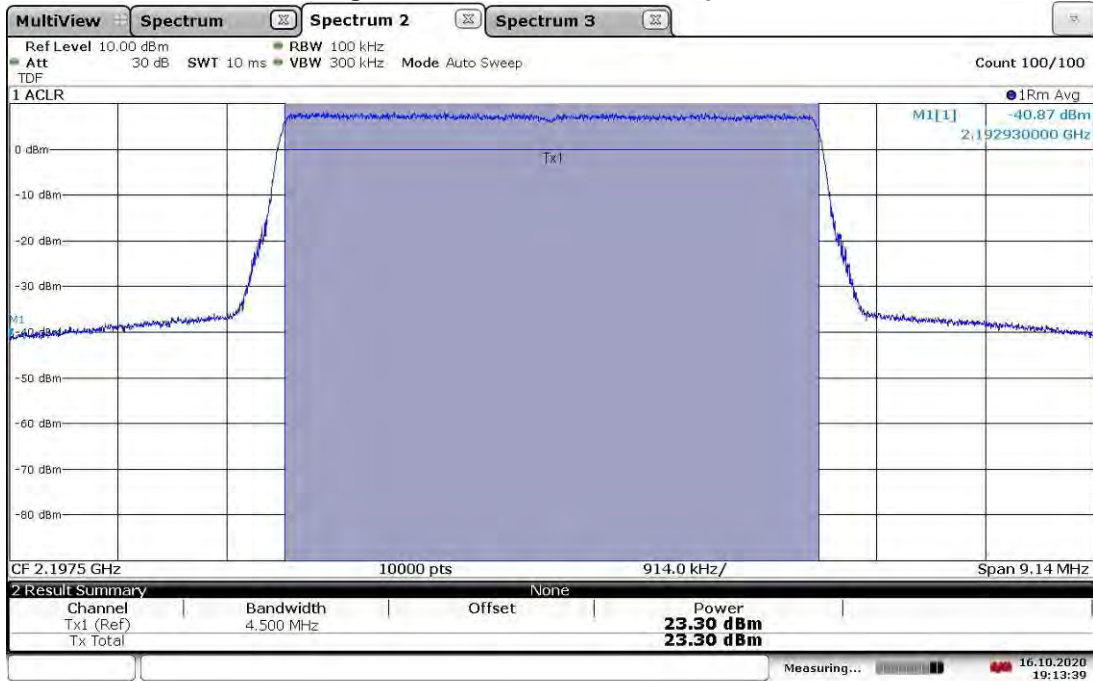 MultiView Spectrum Spectrum 2 Spectrum 3
Ref Level 10.00 dBm RBW 100 kHz
Att 30 dB SWT 10 ms VBW 300 kHz Mode Auto Sweep Count 100/100
TDF
1 ACLR 1Rm Avg
M1[1] -40.87 dBm
2.192930000 GHz
0 dBm
Tx1
-10 dBm
-20 dBm
-30 dBm
M1
-40 dBm
-50 dBm
-60 dBm
-70 dBm
-80 dBm
CF 2.1975 GHz 10000 pts 914.0 kHz/ Span 9.14 MHz
2 Result Summary None
Channel Bandwidth Offset Power
Tx1 (Ref) 4.500 MHz 23.30 dBm
Tx Total 23.30 dBm
Measuring... 16.10.2020
19:13:39